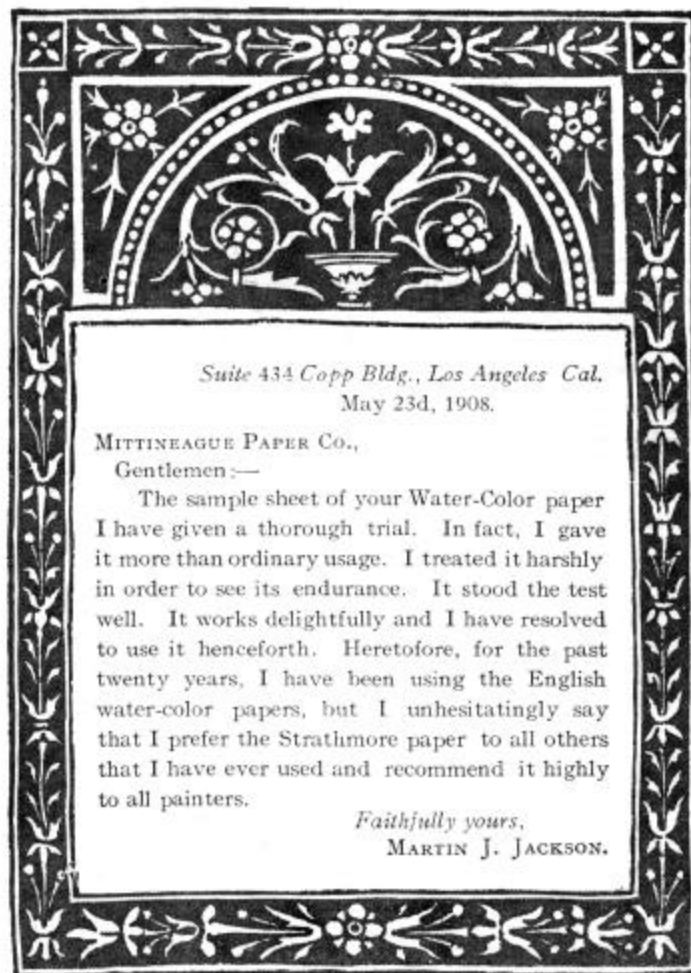 Suite 434 Copp Bldg., Los Angeles Cal.
May 23d, 1908.
MITTINEAGUE PAPER CO.,
Gentlemen:—
The sample sheet of your Water-Color paper
I have given a thorough trial. In fact, I gave
it more than ordinary usage. I treated it harshly
in order to see its endurance. It stood the test
well. It works delightfully and I have resolved
to use it henceforth. Heretofore, for the past
twenty years, I have been using the English
water-color papers, but I unhesitatingly say
that I prefer the Strathmore paper to all others
that I have ever used and recommend it highly
to all painters.
Faithfully yours,
MARTIN J. JACKSON.